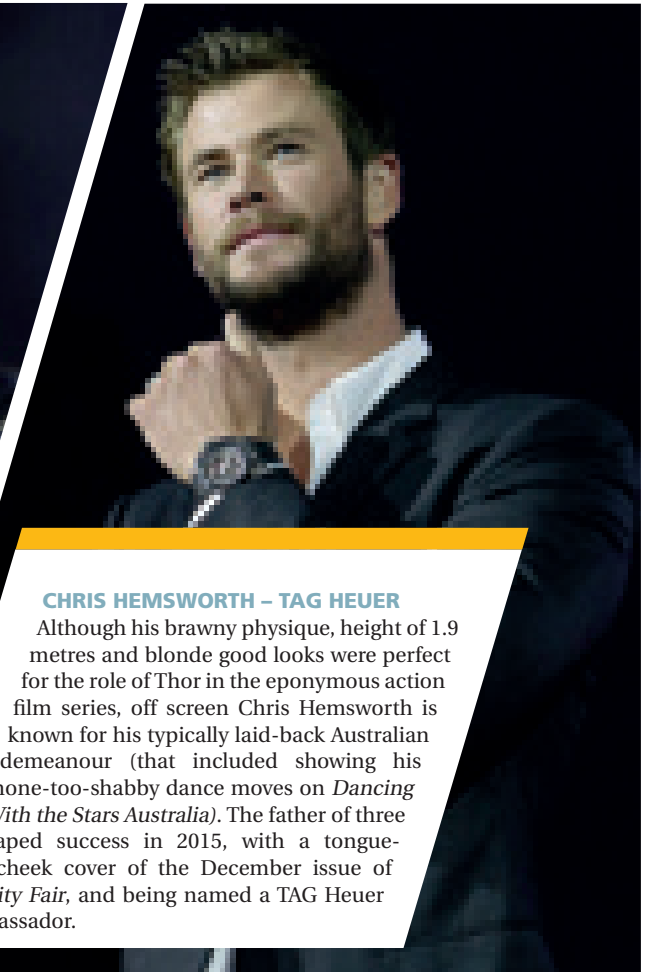 CHRIS HEMSWORTH – TAG HEUER
Although his brawny physique, height of 1.9
metres and blonde good looks were perfect
for the role of Thor in the eponymous action
film series, off screen Chris Hemsworth is
known for his typically laid-back Australian
demeanour (that included showing his
none-too-shabby dance moves on Dancing
With the Stars Australia). The father of three
success in 2015, with a tongue-
cheek cover of the December issue of
Fair, and being named a TAG Heuer